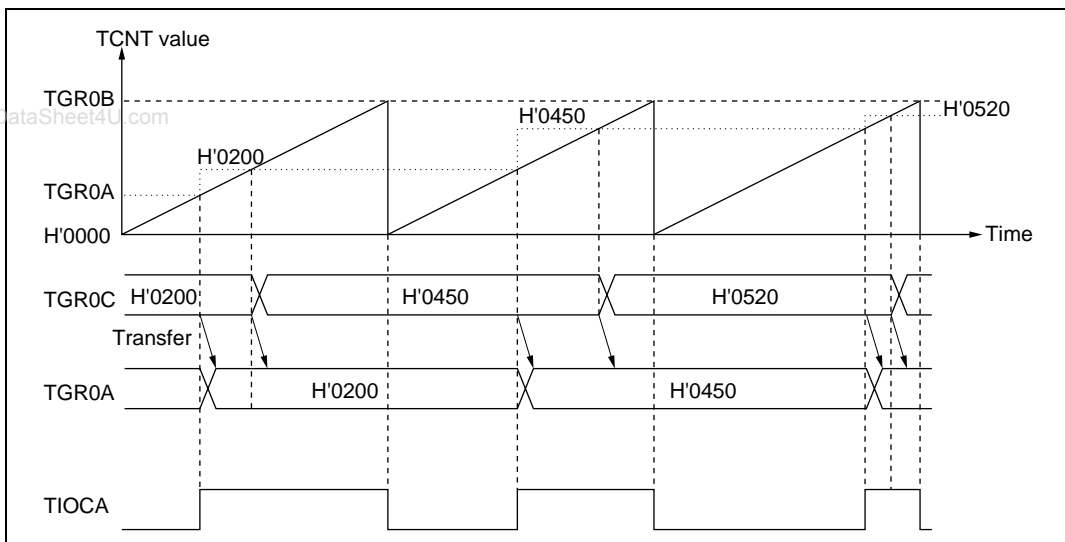 TCNT value
TGR0B
DataSheet4U.com
H'0520
H'0450
H'0200
TGR0A
H'0000
Time
TGR0C
H'0200
H'0450
H'0520
Transfer
TGR0A
H'0200
H'0450
TIOCA